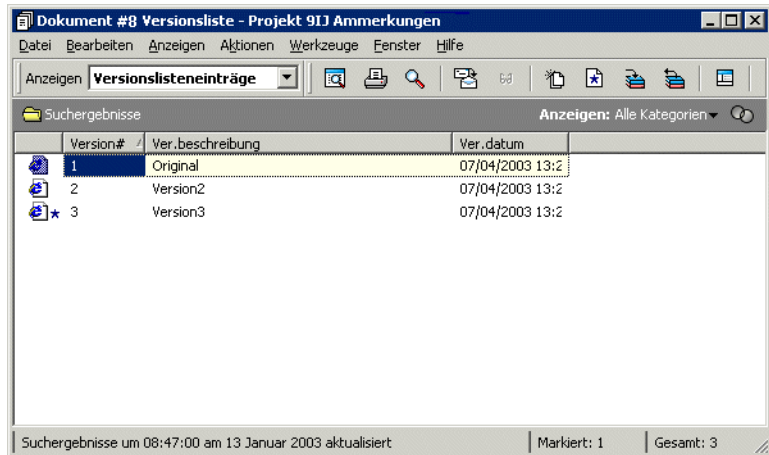 Dokument #8 Versionsliste - Projekt 9IJ Ammerkungen
Datei Bearbeiten Anzeigen Aktionen Werkzeuge Fenster Hilfe
Anzeigen Versionslisteneinträge
Suchergebnisse Anzeigen: Alle Kategorien
Version# Ver.beschreibung Ver.datum
1 Original 07/04/2003 13:2
2 Version2 07/04/2003 13:2
3 Version3 07/04/2003 13:2
Suchergebnisse um 08:47:00 am 13 Januar 2003 aktualisiert Markiert: 1 Gesamt: 3